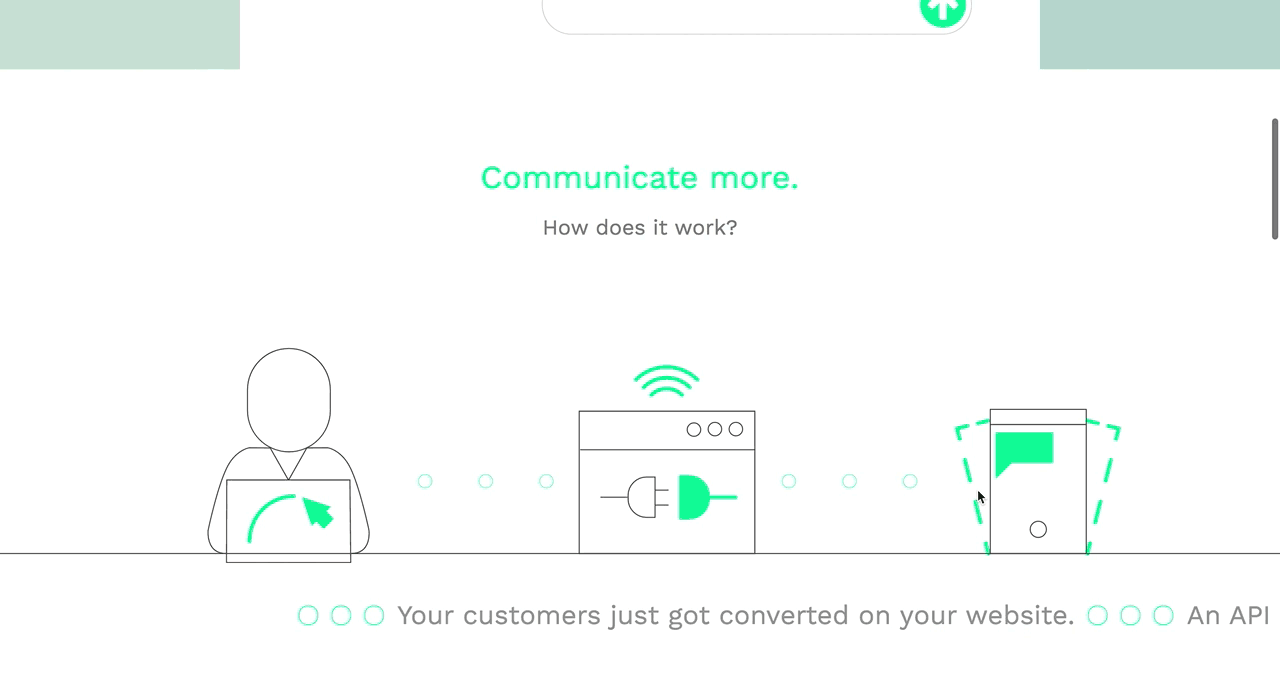 Communicate more.
How does it work?
Your customers just got converted on your website. An API